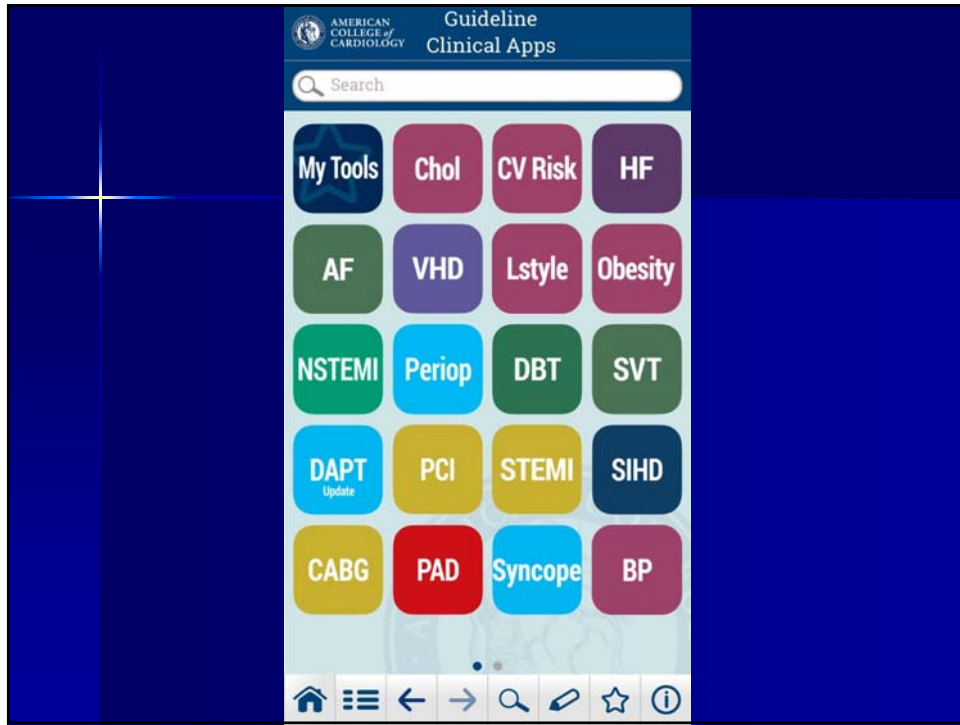 AMERICAN
COLLEGE of
CARDIOLOGY
Guideline
Clinical Apps
Search
My Tools
Chol
CV Risk
HF
AF
VHD
Lstyle
Obesity
NSTEMI
Periop
DBT
SVT
DAPT
Update
PCI
STEMI
SIHD
CABG
PAD
Syncope
BP